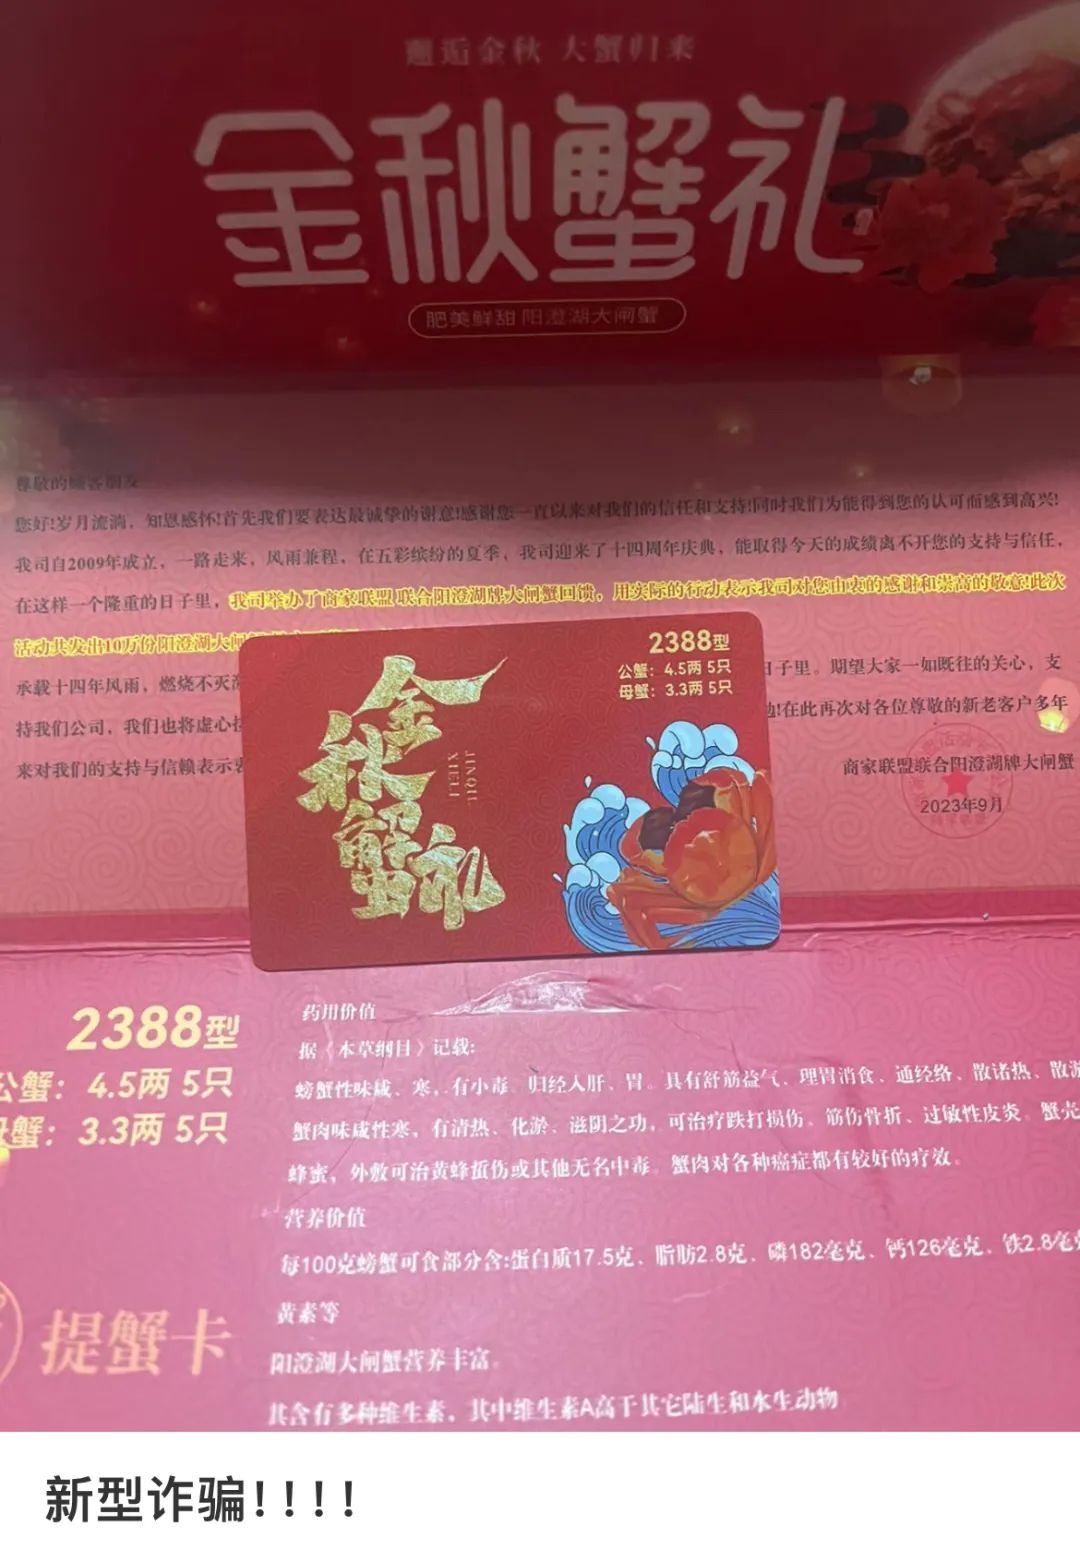 邂逅金秋 大蟹归来
金秋蟹礼
肥美鲜甜 阳澄湖大闸蟹
尊敬的顾客朋友
您好!岁月流淌，知恩感怀!首先我们要表达最诚挚的谢意!感谢您一直以来对我们的信任和支持!同时我们为能得到您的认可而感到高兴!
我司自2009年成立，一路走来，风雨兼程，在五彩缤纷的夏季，我司迎来了十四周年庆典，能取得今天的成绩离不开您的支持与信任，
在这样一个隆重的日子里，我司举办了商家联盟 联合阳澄湖牌大闸蟹回馈，用实际的行动表示我司对您由衷的感谢和崇高的敬意!此次
活动共发出10万份阳澄湖大闸
承载十四年风雨，燃烧不灭 日子里。期望大家一如既往的关心，支
持我们公司，我们也将虚心 !在此再次对各位尊敬的新老客户多年
来对我们的支持与信赖表示
商家联盟联合阳澄湖牌大闸蟹
2023年9月
2388型
公蟹：4.5两 5只
母蟹：3.3两 5只
金秋蟹礼
JINQIU
XIELI
2388型
公蟹：4.5两 5只
母蟹：3.3两 5只
提蟹卡
药用价值
据《本草纲目》记载:
螃蟹性味咸、寒，有小毒、归经入肝、胃。具有舒筋益气、理胃消食、通经络、散诸热、散
蟹肉味咸性寒，有清热、化淤、滋阴之功，可治疗跌打损伤、筋伤骨折、过敏性皮炎。蟹壳
蜂蜜，外敷可治黄蜂蜇伤或其他无名中毒。蟹肉对各种癌症都有较好的疗效。
营养价值
每100克螃蟹可食部分含:蛋白质17.5克、脂肪2.8克、磷182毫克、钙126毫克、铁2.8毫克
黄素等
阳澄湖大闸蟹营养丰富。
其含有多种维生素，其中维生素A高于其它陆生和水生动物
新型诈骗!!!!